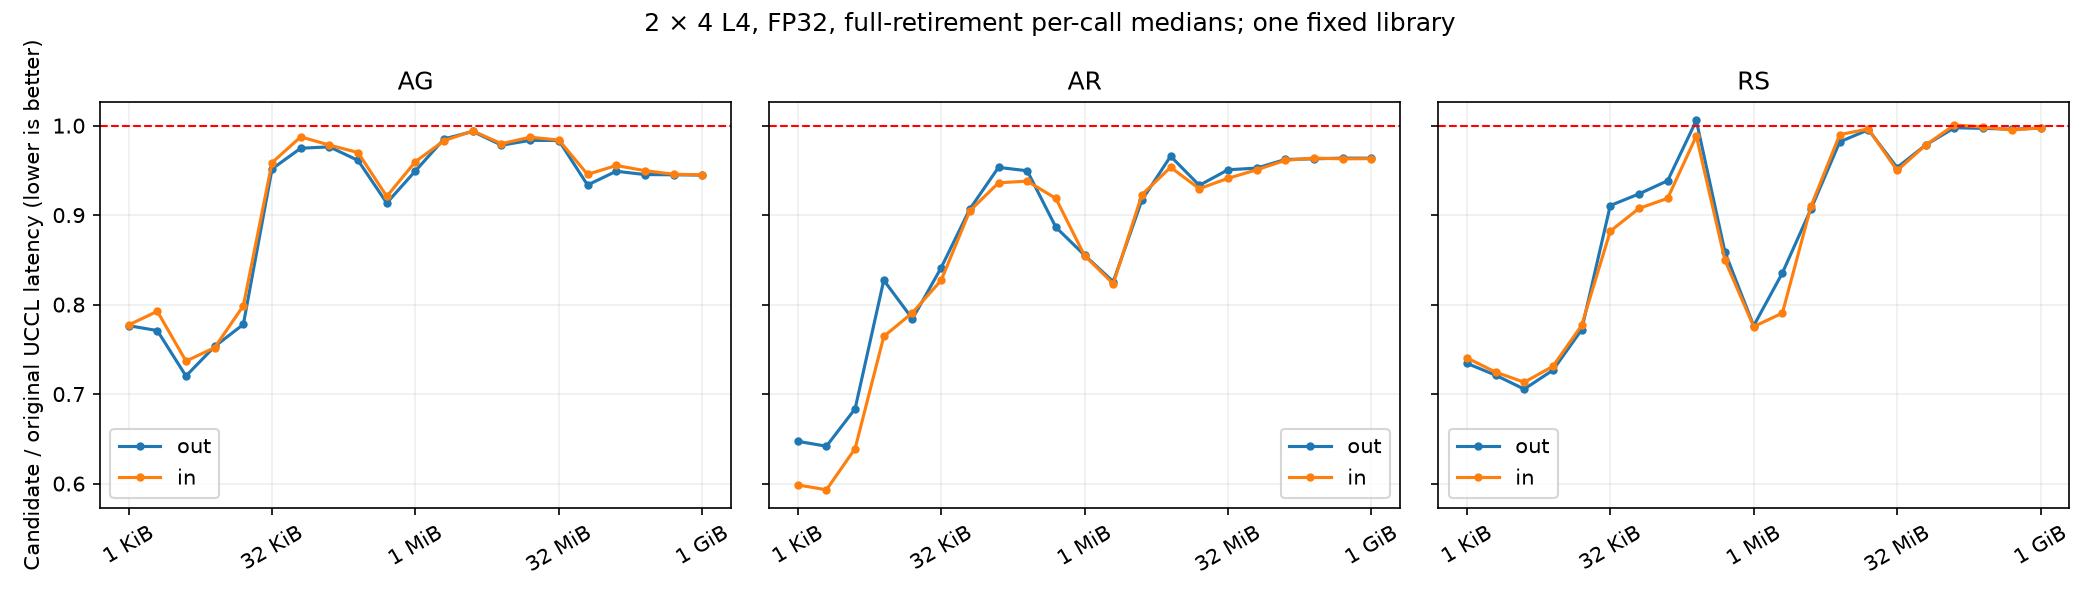 2 × 4 L4, FP32, full-retirement per-call medians; one fixed library
Candidate / original UCCL latency (lower is better)
AG
1.0
0.9
0.8
0.7
0.6
out
in
1 KiB
32 KiB
1 MiB
32 MiB
1 GiB
AR
out
in
1 KiB
32 KiB
1 MiB
32 MiB
1 GiB
RS
out
in
1 KiB
32 KiB
1 MiB
32 MiB
1 GiB